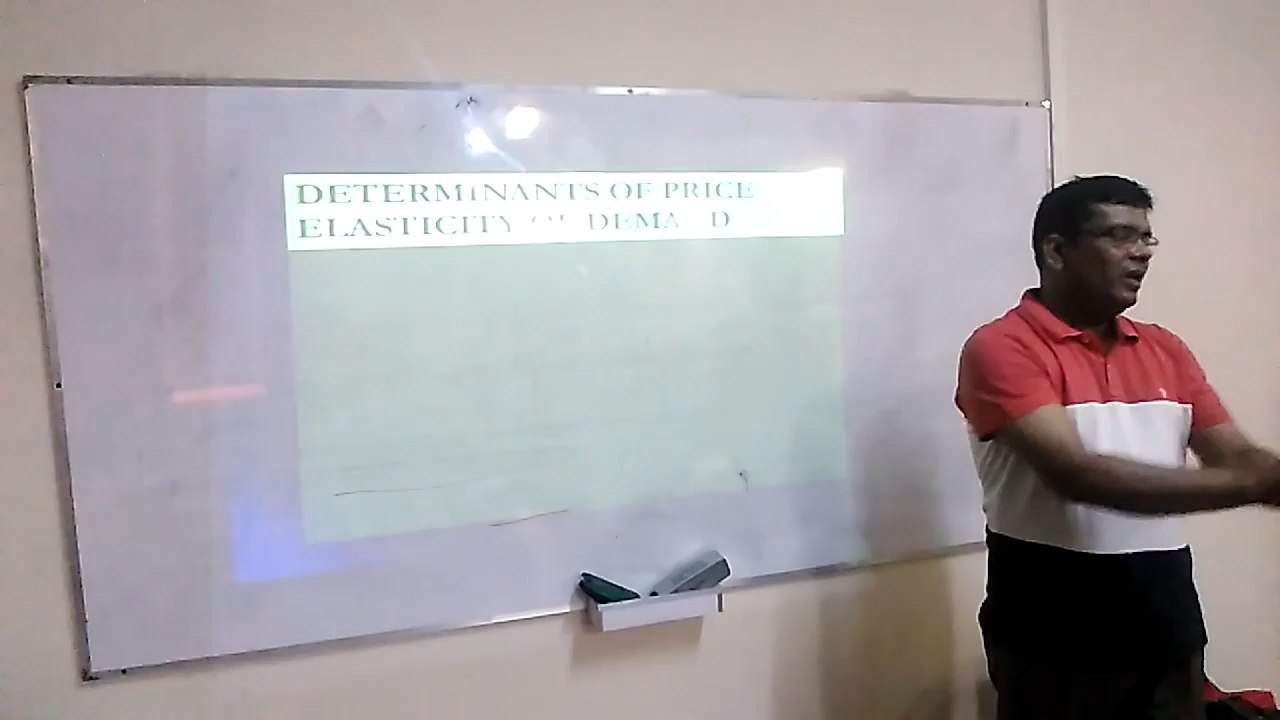 DETERMINANTS OF PRICE
ELASTICITY OF DEMAND